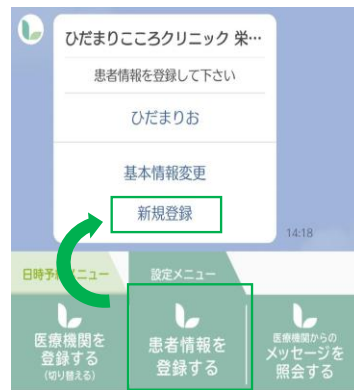 ひだまりこころクリニック 栄…
患者情報を登録して下さい
ひだまりお
基本情報変更
新規登録
14:18
日時予
メニュー
設定メニュー
医療機関を
登録する
(切り替える)
患者情報を
登録する
医療機関からの
メッセージを
照会する